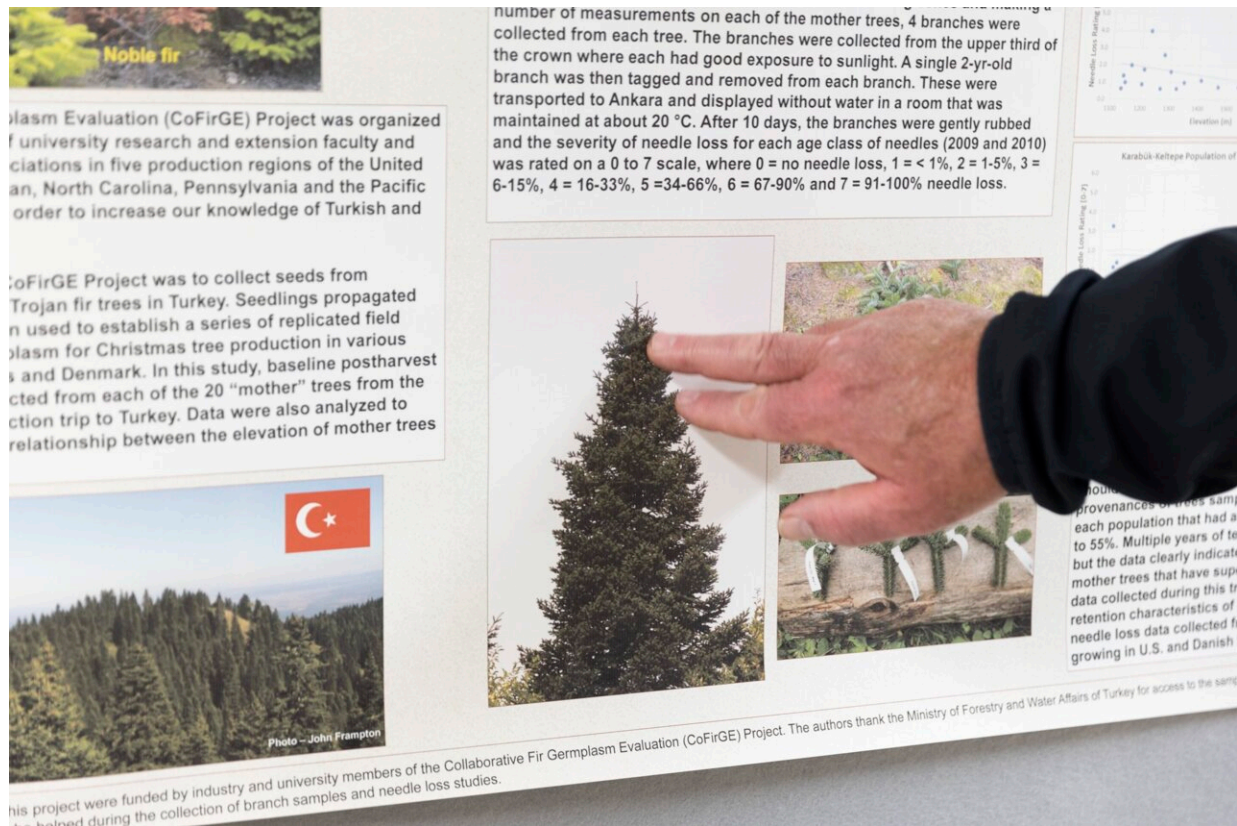 Noble fir
plasm Evaluation (CoFirGE) Project was organized
f university research and extension faculty and
ciations in five production regions of the United
an, North Carolina, Pennsylvania and the Pacific
order to increase our knowledge of Turkish and
CoFirGE Project was to collect seeds from
Trojan fir trees in Turkey. Seedlings propagated
n used to establish a series of replicated field
plasm for Christmas tree production in various
s and Denmark. In this study, baseline postharvest
cted from each of the 20 “mother” trees from the
ction trip to Turkey. Data were also analyzed to
relationship between the elevation of mother trees
Photo – John Frampton
number of measurements on each of the mother trees, 4 branches were
collected from each tree. The branches were collected from the upper third of
the crown where each had good exposure to sunlight. A single 2-yr-old
branch was then tagged and removed from each branch. These were
transported to Ankara and displayed without water in a room that was
maintained at about 20 °C. After 10 days, the branches were gently rubbed
and the severity of needle loss for each age class of needles (2009 and 2010)
was rated on a 0 to 7 scale, where 0 = no needle loss, 1 = < 1%, 2 = 1-5%, 3 =
6-15%, 4 = 16-33%, 5 =34-66%, 6 = 67-90% and 7 = 91-100% needle loss.
Needle Loss Rating
Elevation (m)
Karabük-Keltepe Population of
Needle Loss Rating (0-7)
provenances of trees samp
each population that had a
to 55%. Multiple years of te
but the data clearly indicate
mother trees that have sup
data collected during this tr
retention characteristics of
needle loss data collected f
growing in U.S. and Danish
his project were funded by industry and university members of the Collaborative Fir Germplasm Evaluation (CoFirGE) Project. The authors thank the Ministry of Forestry and Water Affairs of Turkey for access to the samp
helped during the collection of branch samples and needle loss studies.